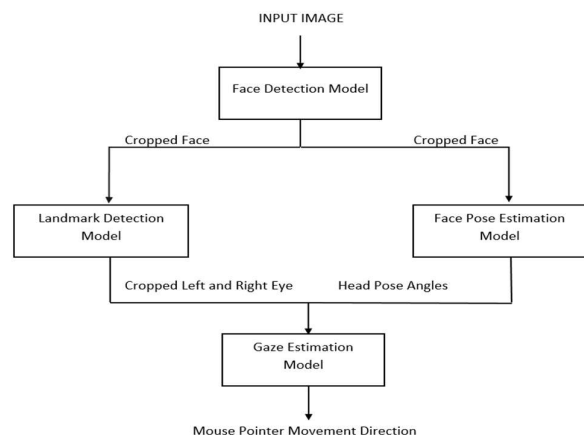 INPUT IMAGE
Face Detection Model
Cropped Face
Cropped Face
Landmark Detection
Model
Face Pose Estimation
Model
Cropped Left and Right Eye
Head Pose Angles
Gaze Estimation
Model
Mouse Pointer Movement Direction